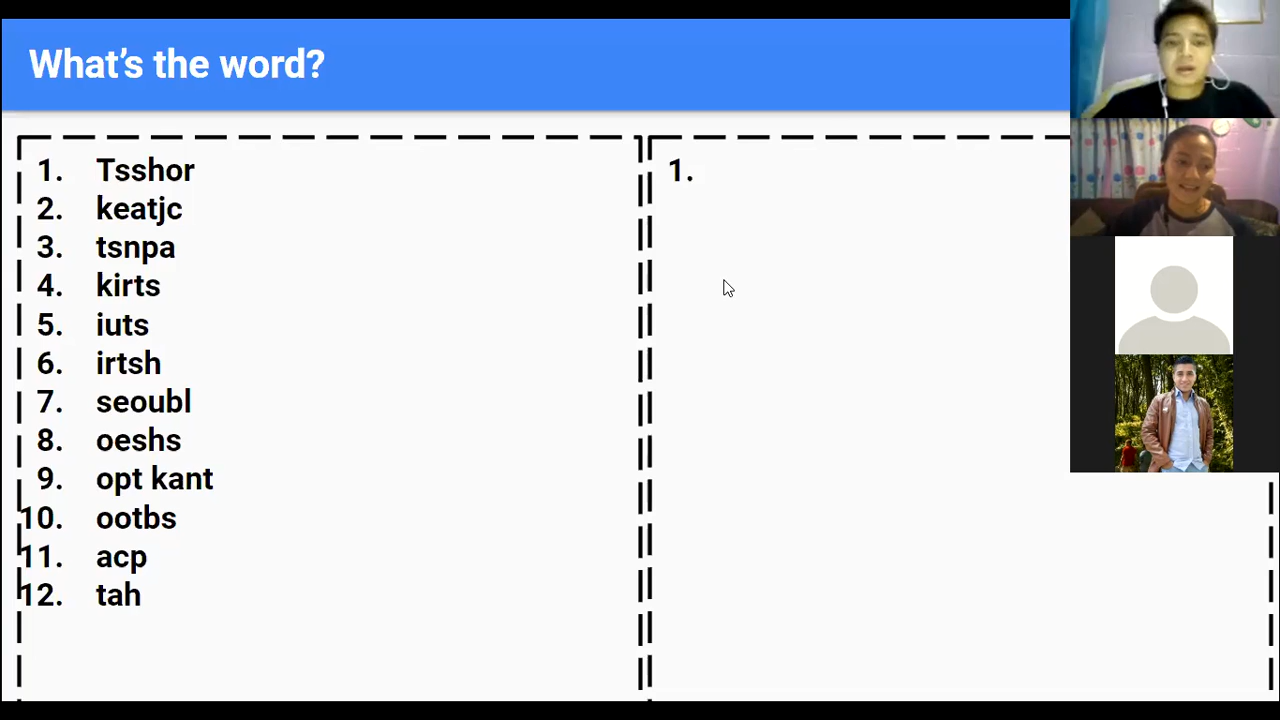 What's the word?
1. Tsshor
2. keatjc
3. tsnpa
4. kirts
5. iuts
6. irtsh
7. seoubl
8. oeshs
9. opt kant
10. ootbs
11. acp
12. tah
1.